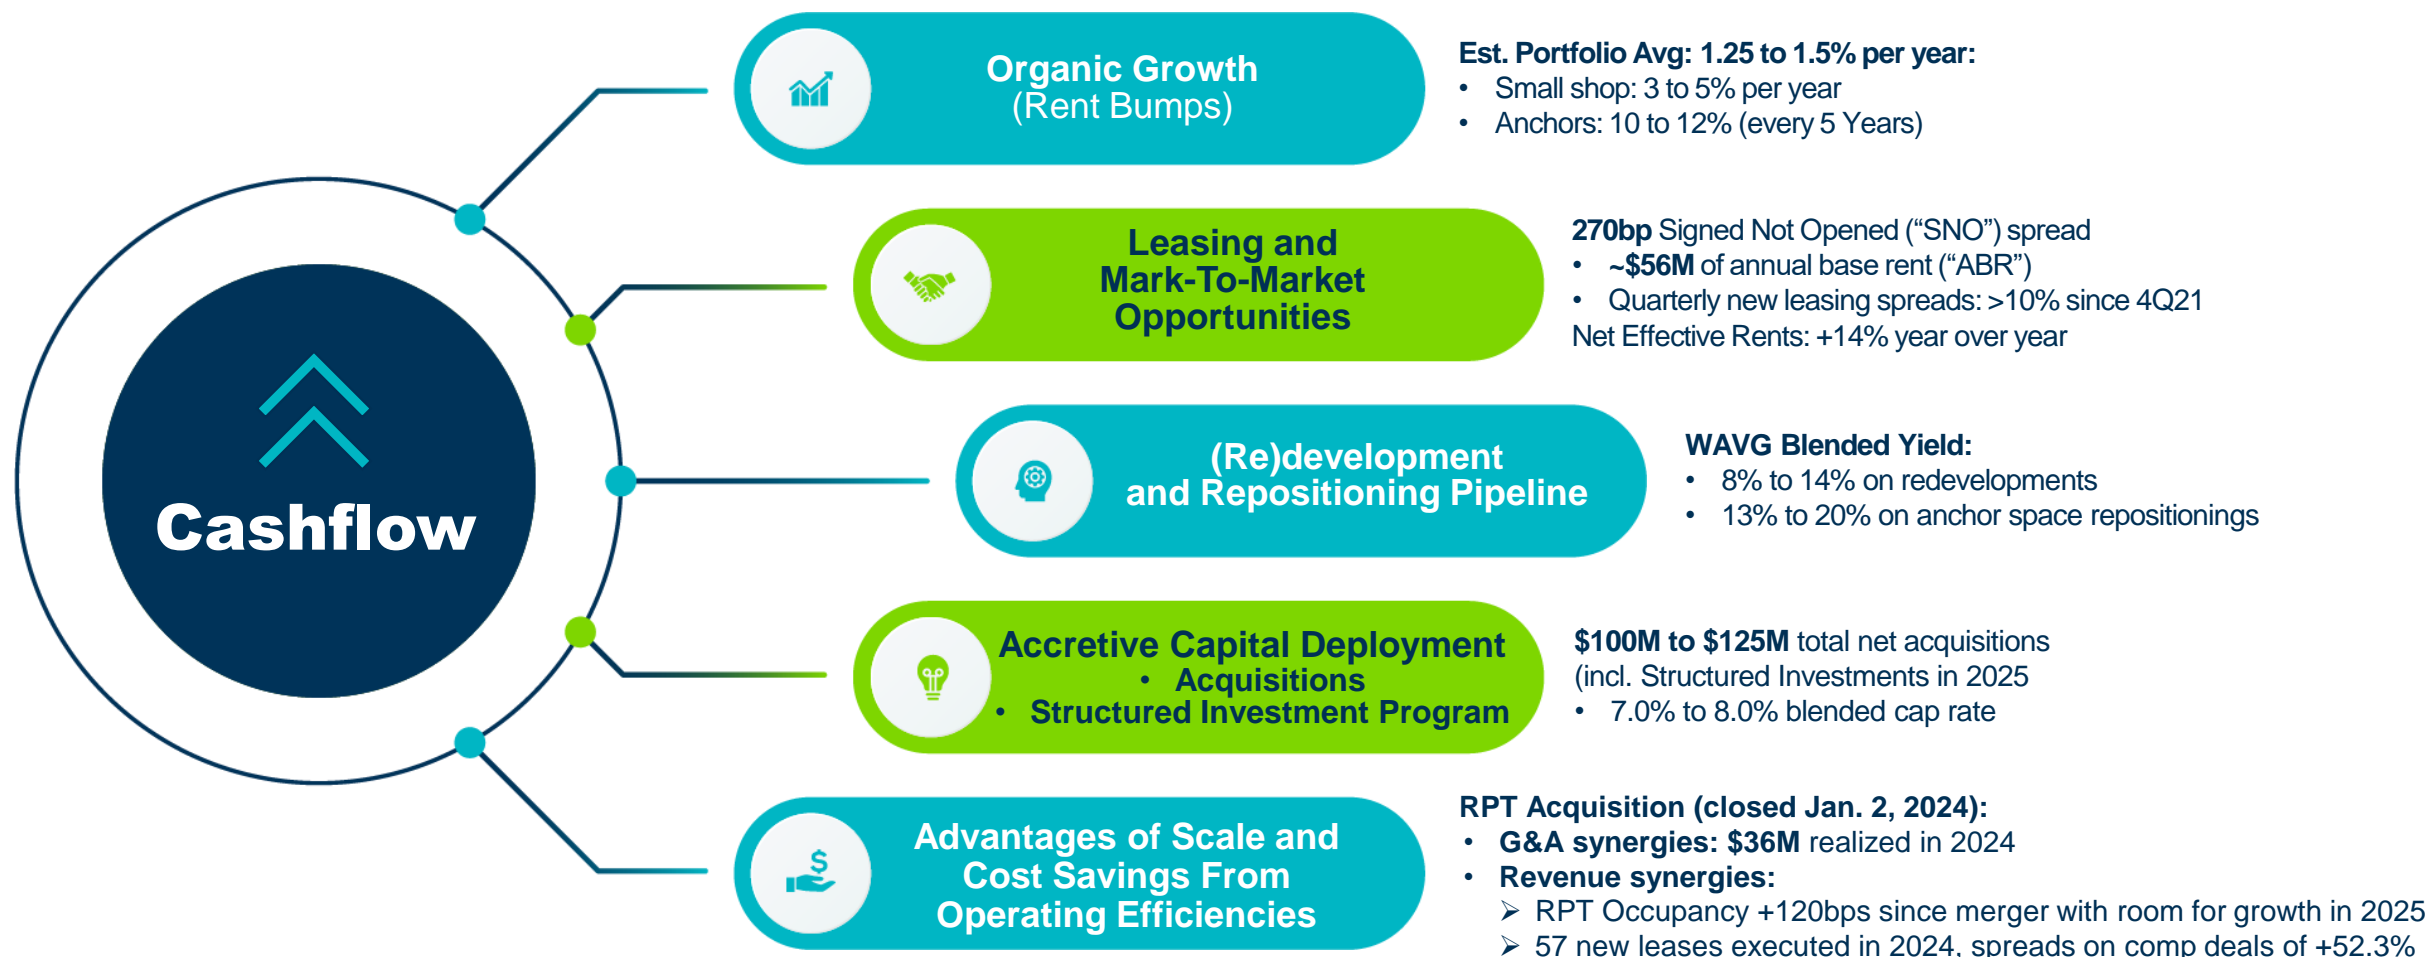 Cashflow
Organic Growth
(Rent Bumps)
Est. Portfolio Avg: 1.25 to 1.5% per year:
• Small shop: 3 to 5% per year
• Anchors: 10 to 12% (every 5 Years)
Leasing and
Mark-To-Market
Opportunities
270bp Signed Not Opened (“SNO”) spread
• ~$56M of annual base rent (“ABR”)
• Quarterly new leasing spreads: >10% since 4Q21
Net Effective Rents: +14% year over year
(Re)development
and Repositioning Pipeline
WAVG Blended Yield:
• 8% to 14% on redevelopments
• 13% to 20% on anchor space repositionings
Accretive Capital Deployment
• Acquisitions
• Structured Investment Program
$100M to $125M total net acquisitions
(incl. Structured Investments in 2025
• 7.0% to 8.0% blended cap rate
Advantages of Scale and
Cost Savings From
Operating Efficiencies
RPT Acquisition (closed Jan. 2, 2024):
• G&A synergies: $36M realized in 2024
• Revenue synergies:
➢ RPT Occupancy +120bps since merger with room for growth in 2025
➢ 57 new leases executed in 2024, spreads on comp deals of +52.3%